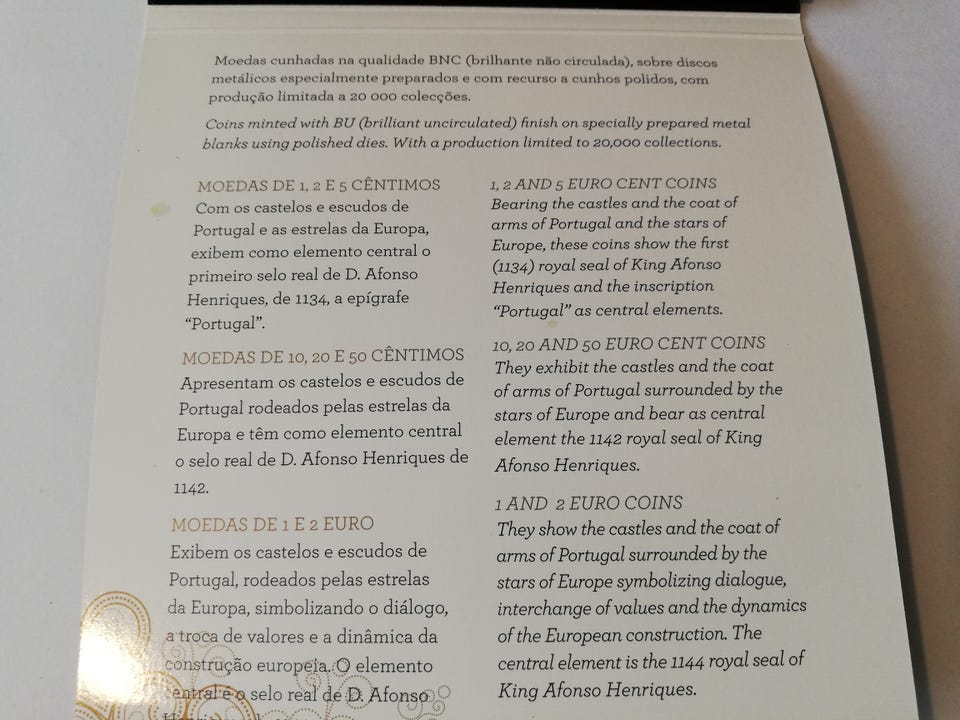 Moedas cunhadas na qualidade BNC (brilhante não circulada), sobre discos
metálicos especialmente preparados e com recurso a cunhos polidos, com
produção limitada a 20 000 colecções.
Coins minted with BU (brilliant uncirculated) finish on specially prepared metal
blanks using polished dies. With a production limited to 20,000 collections.
MOEDAS DE 1, 2 E 5 CÊNTIMOS
Com os castelos e escudos de
Portugal e as estrelas da Europa,
exibem como elemento central o
primeiro selo real de D. Afonso
Henriques, de 1134, a epígrafe
“Portugal”.
MOEDAS DE 10, 20 E 50 CÊNTIMOS
Apresentam os castelos e escudos de
Portugal rodeados pelas estrelas da
Europa e têm como elemento central
o selo real de D. Afonso Henriques de
1142.
MOEDAS DE 1 E 2 EURO
Exibem os castelos e escudos de
Portugal, rodeados pelas estrelas
da Europa, simbolizando o diálogo,
a troca de valores e a dinâmica da
construção europeia. O elemento
central é o selo real de D. Afonso
1, 2 AND 5 EURO CENT COINS
Bearing the castles and the coat of
arms of Portugal and the stars of
Europe, these coins show the first
(1134) royal seal of King Afonso
Henriques and the inscription
“Portugal” as central elements.
10, 20 AND 50 EURO CENT COINS
They exhibit the castles and the coat
of arms of Portugal surrounded by the
stars of Europe and bear as central
element the 1142 royal seal of King
Afonso Henriques.
1 AND 2 EURO COINS
They show the castles and the coat of
arms of Portugal surrounded by the
stars of Europe symbolizing dialogue,
interchange of values and the dynamics
of the European construction. The
central element is the 1144 royal seal of
King Afonso Henriques.